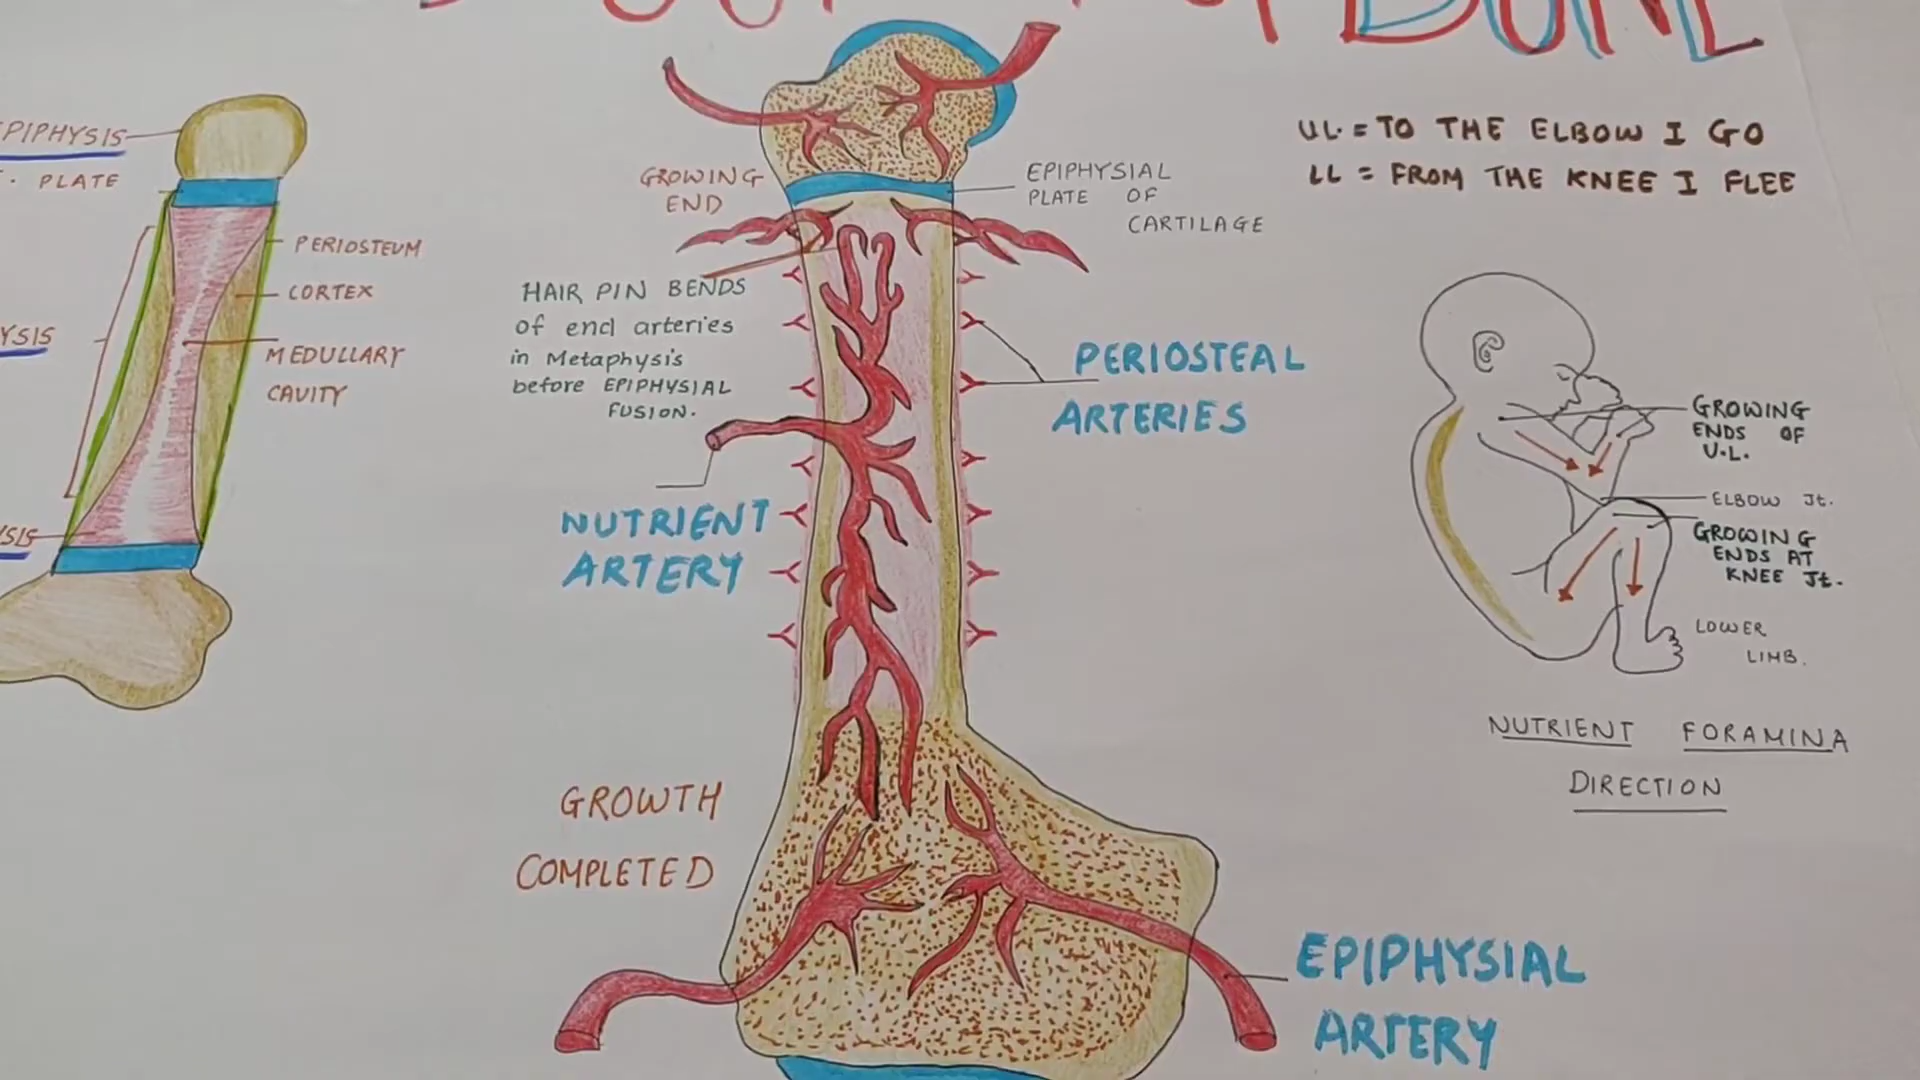 BONE
EPIPHYSIS
PLATE
PERIOSTEUM
CORTEX
MEDULLARY
CAVITY
GROWING
END
EPIPHYSIAL
PLATE OF
CARTILAGE
HAIR PIN BENDS
of end arteries
in Metaphysis
before EPIPHYSIAL
FUSION.
PERIOSTEAL
ARTERIES
NUTRIENT
ARTERY
GROWTH
COMPLETED
EPIPHYSIAL
ARTERY
UL = TO THE ELBOW I GO
LL = FROM THE KNEE I FLEE
GROWING
ENDS OF
U.L.
ELBOW Jt.
GROWING
ENDS AT
KNEE Jt.
LOWER
LIMB.
NUTRIENT FORAMINA
DIRECTION